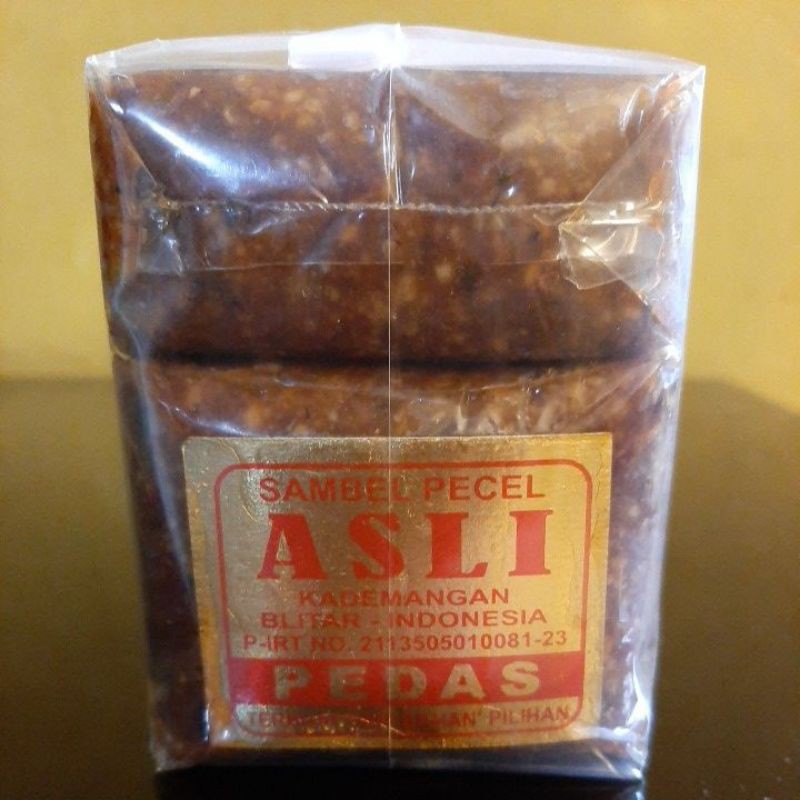 SAMBEL PECEL
ASLI
KADEMANGAN
BLITAR - INDONESIA
P-IRT NO. 2113505010081-23
PEDAS
PILIHAN